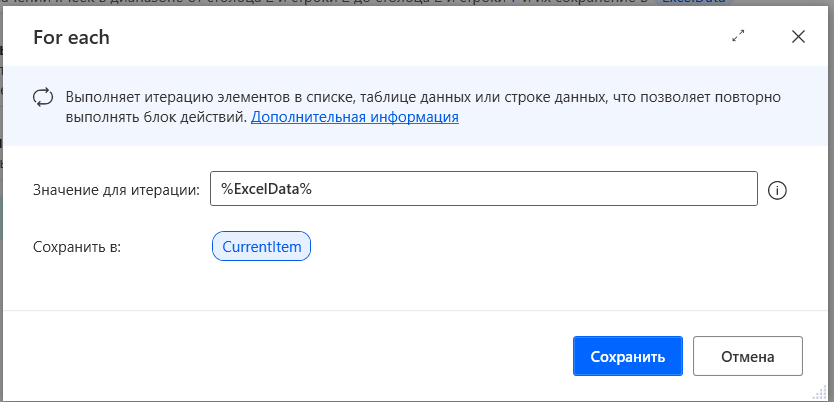 For each
Выполняет итерацию элементов в списке, таблице данных или строке данных, что позволяет повторно
выполнять блок действий. Дополнительная информация
Значение для итерации: %ExcelData%
Сохранить в: CurrentItem
Сохранить Отмена